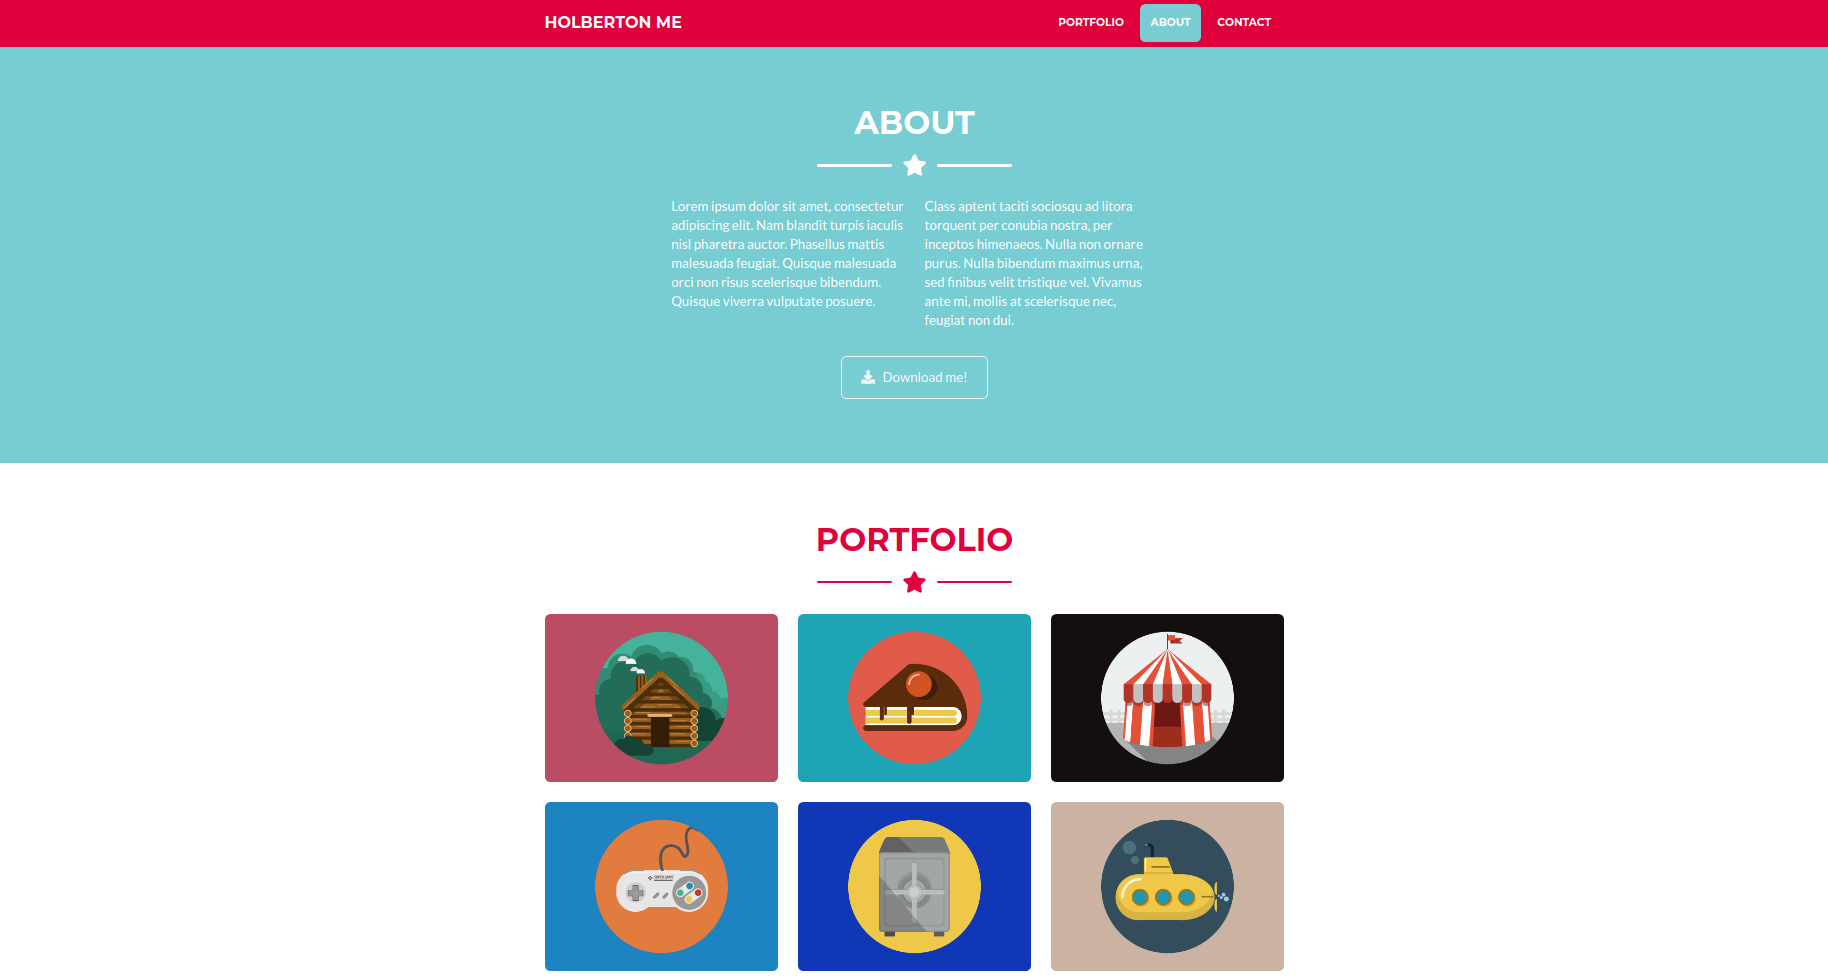 HOLBERTON ME
PORTFOLIO
ABOUT
CONTACT
ABOUT
Lorem ipsum dolor sit amet, consectetur
adipiscing elit. Nam blandit turpis iaculis
nisl pharetra auctor. Phasellus mattis
malesuada feugiat. Quisque malesuada
orci non risus scelerisque bibendum.
Quisque viverra vulputate posuere.
Class aptent taciti sociosqu ad litora
torquent per conubia nostra, per
inceptos himenaeos. Nulla non ornare
purus. Nulla bibendum maximus urna,
sed finibus velit tristique vel. Vivamus
ante mi, mollis at scelerisque nec,
feugiat non dui.
Download me!
PORTFOLIO